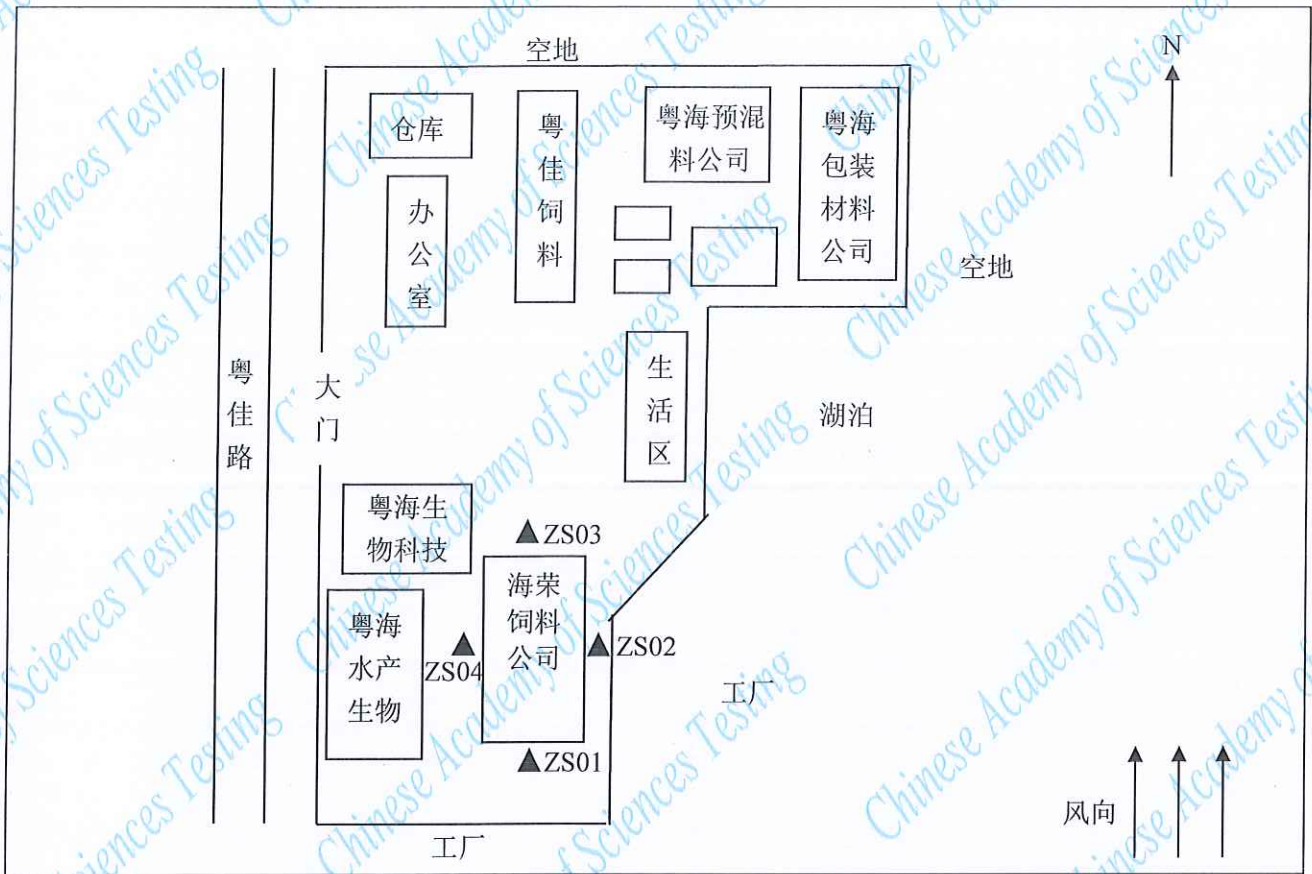 空地
N
仓库
粤佳饲料
粤海预混
料公司
粤海
包装
材料
公司
办公室
空地
粤佳路
大门
生活区
湖泊
粤海生
物科技
ZS03
海荣
饲料
公司
粤海
水产
生物
ZS04
ZS02
工厂
ZS01
风向
工厂
Chinese Academy of Sciences Testing